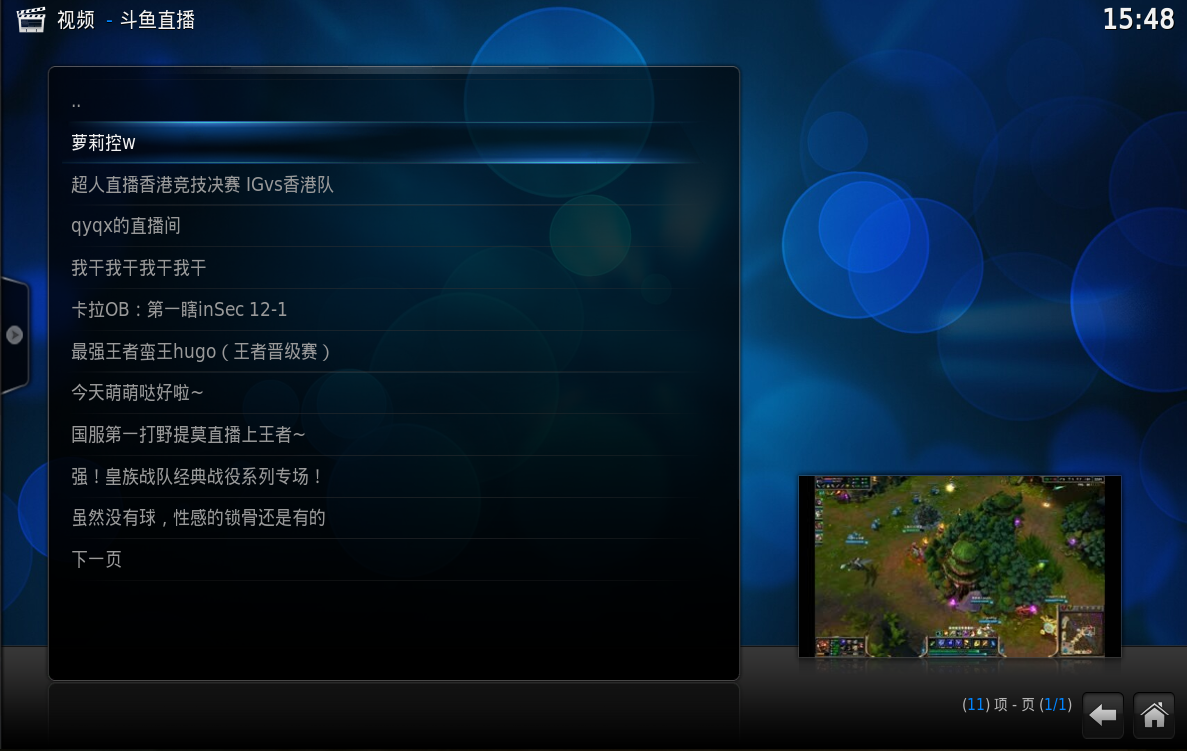 视频 - 斗鱼直播
15:48
..
萝莉控w
超人直播香港竞技决赛 IGvs香港队
qyqx的直播间
我干我干我干我干
卡拉OB：第一瞎inSec 12-1
最强王者蛮王hugo（王者晋级赛）
今天萌萌哒好啦~
国服第一打野提莫直播上王者~
强！皇族战队经典战役系列专场！
虽然没有球，性感的锁骨还是有的
下一页
(11) 项 - 页 (1/1)